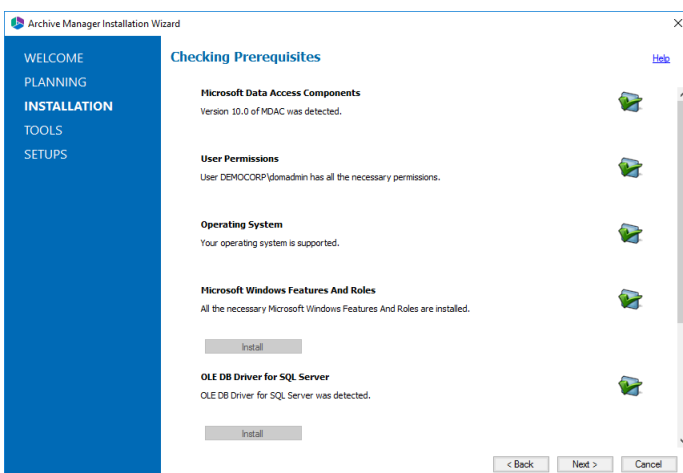 Archive Manager Installation Wizard
WELCOME
PLANNING
INSTALLATION
TOOLS
SETUPS
Checking Prerequisites
Help
Microsoft Data Access Components
Version 10.0 of MDAC was detected.
User Permissions
User DEMOCORP\domadmin has all the necessary permissions.
Operating System
Your operating system is supported.
Microsoft Windows Features And Roles
All the necessary Microsoft Windows Features And Roles are installed.
Install
OLE DB Driver for SQL Server
OLE DB Driver for SQL Server was detected.
Install
< Back Next > Cancel